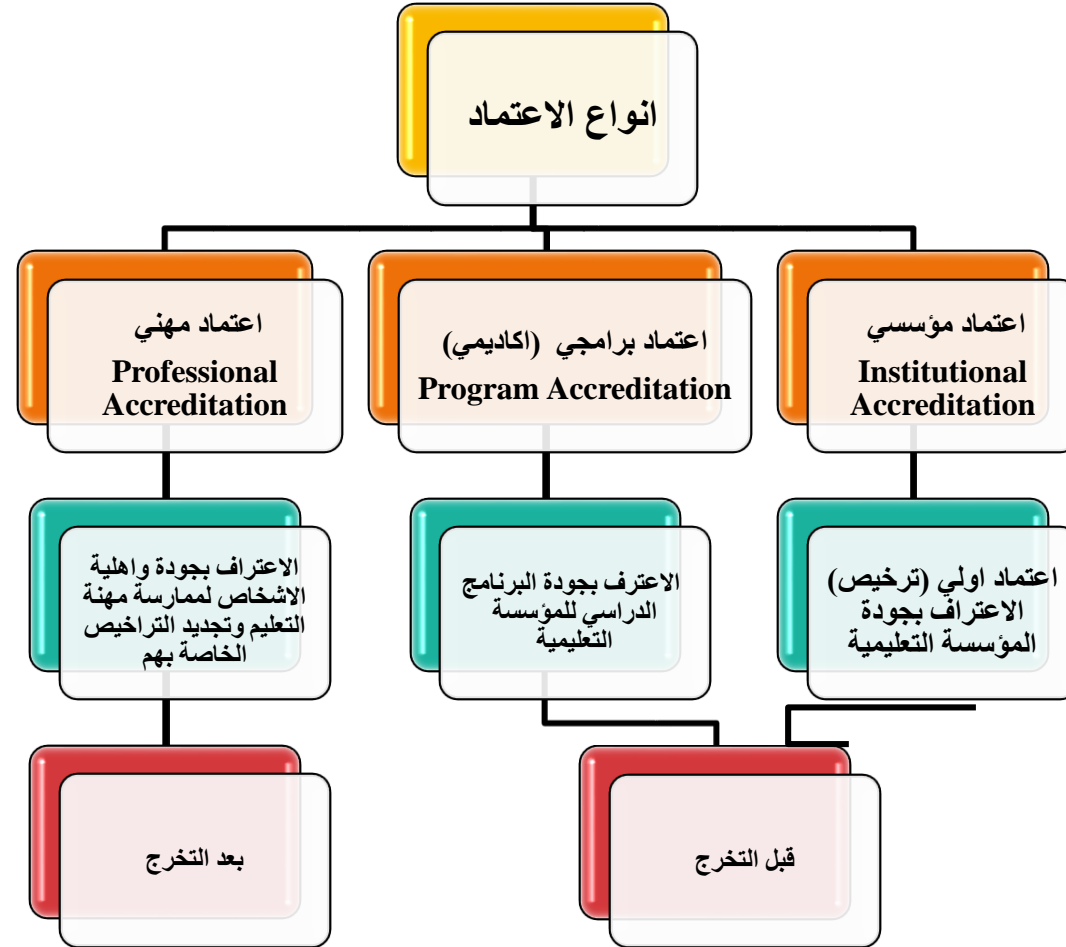 انواع الاعتماد
اعتماد مؤسسي
Institutional
Accreditation
اعتماد برامجي (اكاديمي)
Program Accreditation
اعتماد مهني
Professional
Accreditation
اعتماد اولي (ترخيص)
الاعتراف بجودة
المؤسسة التعليمية
الاعترف بجودة البرنامج
الدراسي للمؤسسة
التعليمية
الاعتراف بجودة واهلية
الاشخاص لممارسة مهنة
التعليم وتجديد التراخيص
الخاصة بهم
قبل التخرج
بعد التخرج